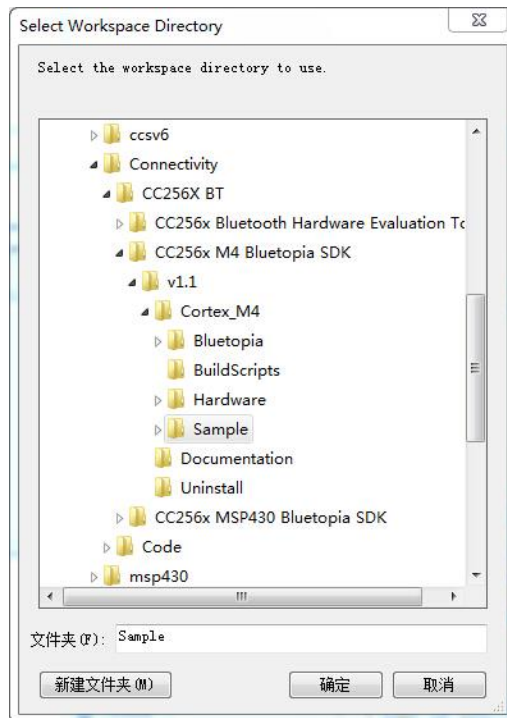 Select Workspace Directory
Select the workspace directory to use.
ccsv6
Connectivity
CC256X BT
CC256x Bluetooth Hardware Evaluation To
CC256x M4 Bluetopia SDK
v1.1
Cortex_M4
Bluetopia
BuildScripts
Hardware
Sample
Documentation
Uninstall
CC256x MSP430 Bluetopia SDK
Code
msp430
文件夹(F): Sample
新建文件夹(M) 确定 取消